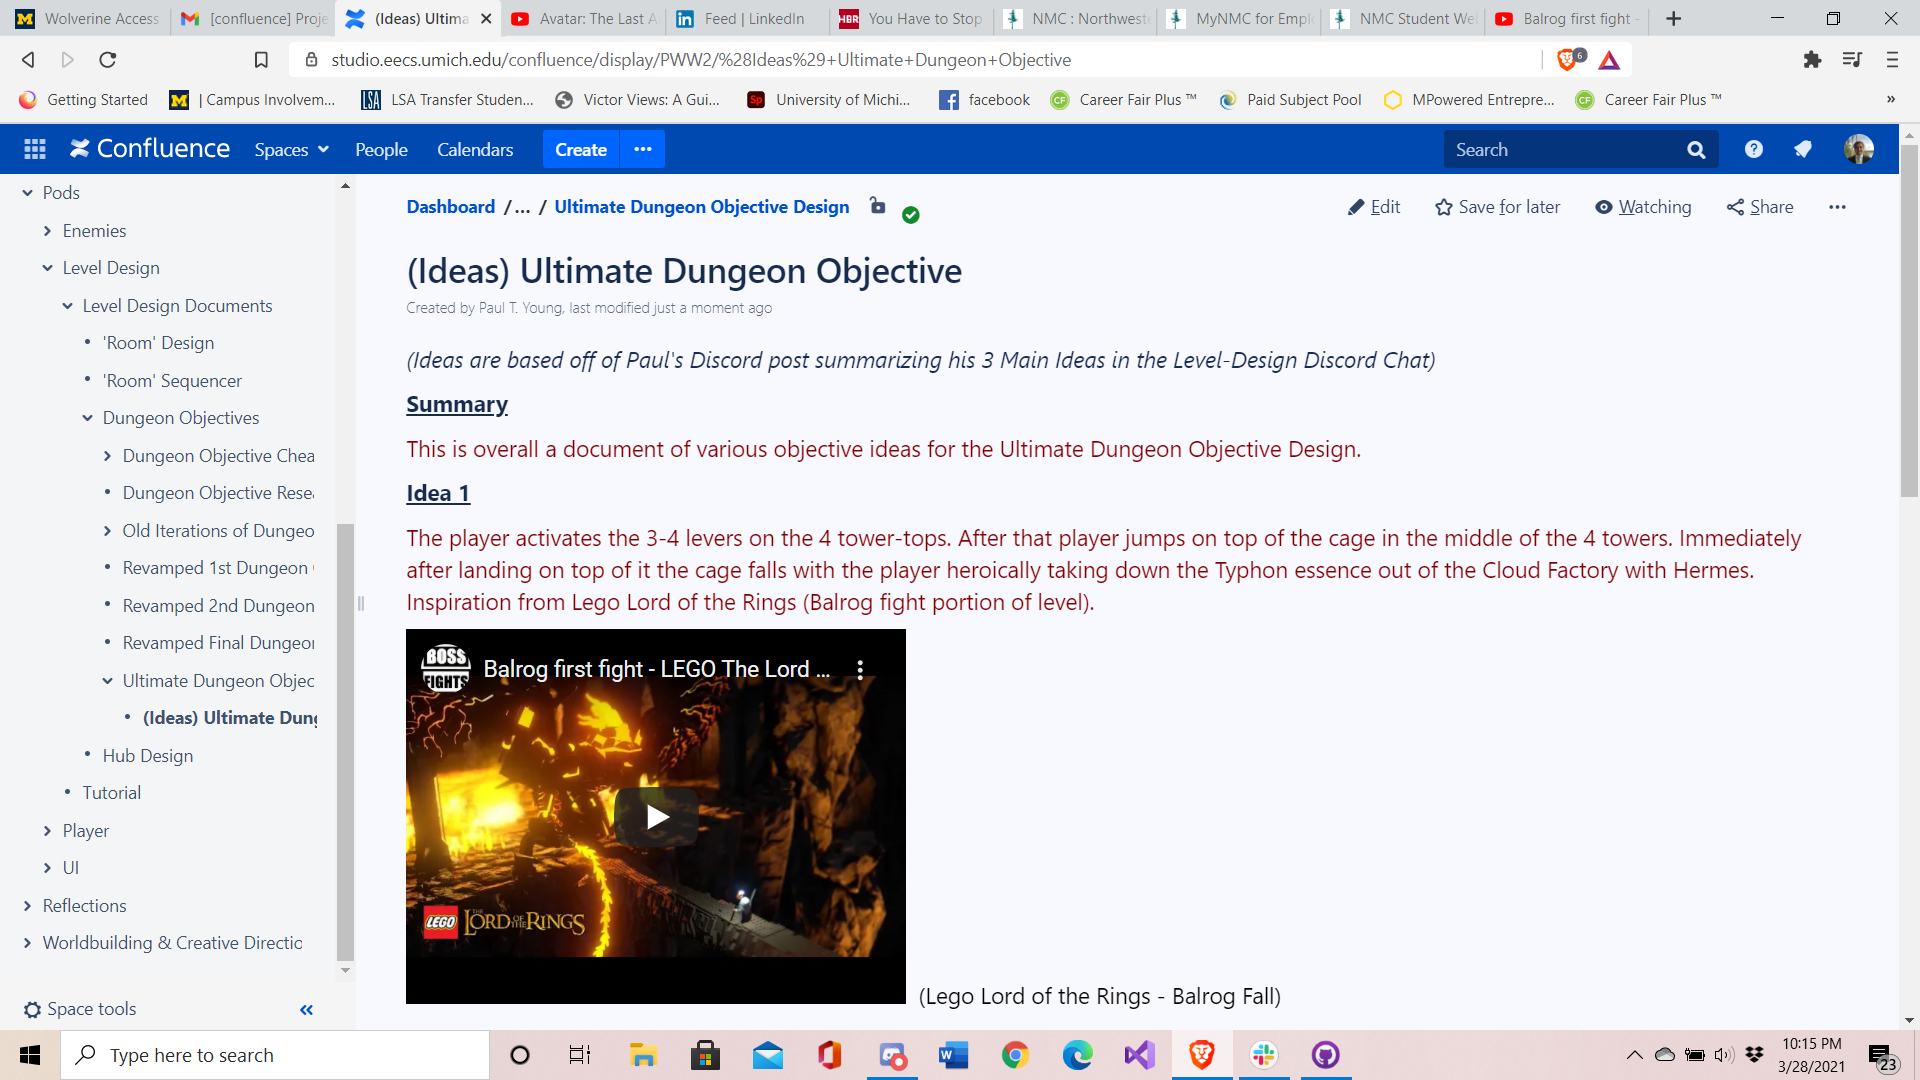 Wolverine Access
[confluence] Proje
(Ideas) Ultima
Avatar: The Last A
Feed | LinkedIn
HBR
You Have to Stop
NMC : Northweste
MyNMC for Emplo
NMC Student We
Balrog first fight -
studio.eecs.umich.edu/confluence/display/PWW2/%28Ideas%29+Ultimate+Dungeon+Objective
6
Getting Started
| Campus Involvem...
LSA
LSA Transfer Studen...
Victor Views: A Gui...
Sp
University of Michi...
facebook
CF
Career Fair Plus ™
Paid Subject Pool
MPowered Entrepre...
CF
Career Fair Plus ™
»
Confluence
Spaces
People
Calendars
Create
Search
Pods
Enemies
Level Design
Level Design Documents
'Room' Design
'Room' Sequencer
Dungeon Objectives
Dungeon Objective Chea
Dungeon Objective Resea
Old Iterations of Dungeo
Revamped 1st Dungeon
Revamped 2nd Dungeon
Revamped Final Dungeon
Ultimate Dungeon Objec
(Ideas) Ultimate Dung
Hub Design
Tutorial
Player
UI
Reflections
Worldbuilding & Creative Directio
Space tools
Dashboard /... / Ultimate Dungeon Objective Design
Edit
Save for later
Watching
Share
(Ideas) Ultimate Dungeon Objective
Created by Paul T. Young, last modified just a moment ago
(Ideas are based off of Paul's Discord post summarizing his 3 Main Ideas in the Level-Design Discord Chat)
Summary
This is overall a document of various objective ideas for the Ultimate Dungeon Objective Design.
Idea 1
The player activates the 3-4 levers on the 4 tower-tops. After that player jumps on top of the cage in the middle of the 4 towers. Immediately
after landing on top of it the cage falls with the player heroically taking down the Typhon essence out of the Cloud Factory with Hermes.
Inspiration from Lego Lord of the Rings (Balrog fight portion of level).
BOSS
FIGHTS
Balrog first fight - LEGO The Lord ...
LEGO
THE LORD OF THE RINGS
(Lego Lord of the Rings - Balrog Fall)
Type here to search
10:15 PM
3/28/2021
23